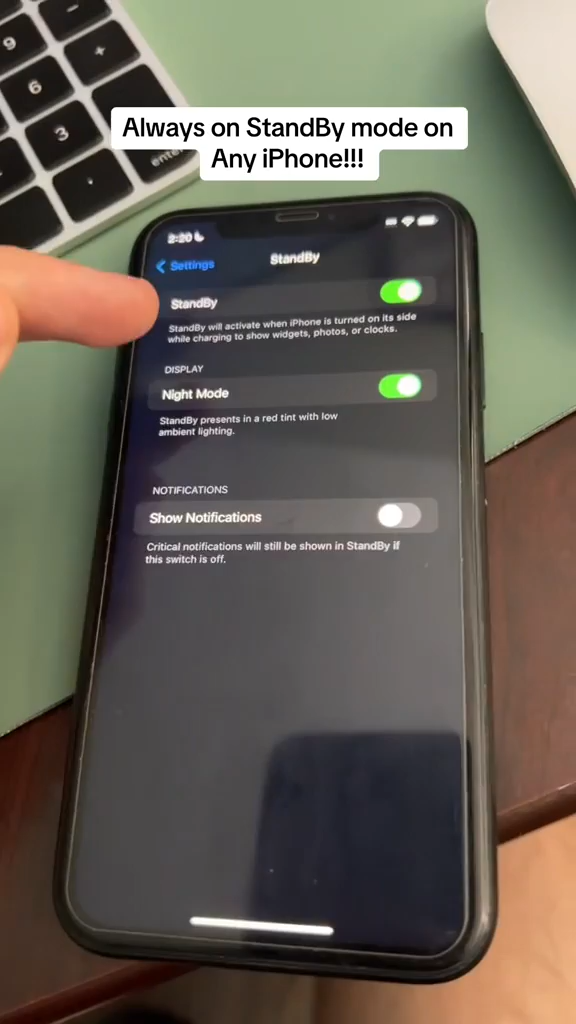 9
-
6
+
3
enter
Always on StandBy mode on
Any iPhone!!!
2:20
Settings
StandBy
StandBy
StandBy will activate when iPhone is turned on its side
while charging to show widgets, photos, or clocks.
DISPLAY
Night Mode
StandBy presents in a red tint with low
ambient lighting.
NOTIFICATIONS
Show Notifications
Critical notifications will still be shown in StandBy if
this switch is off.